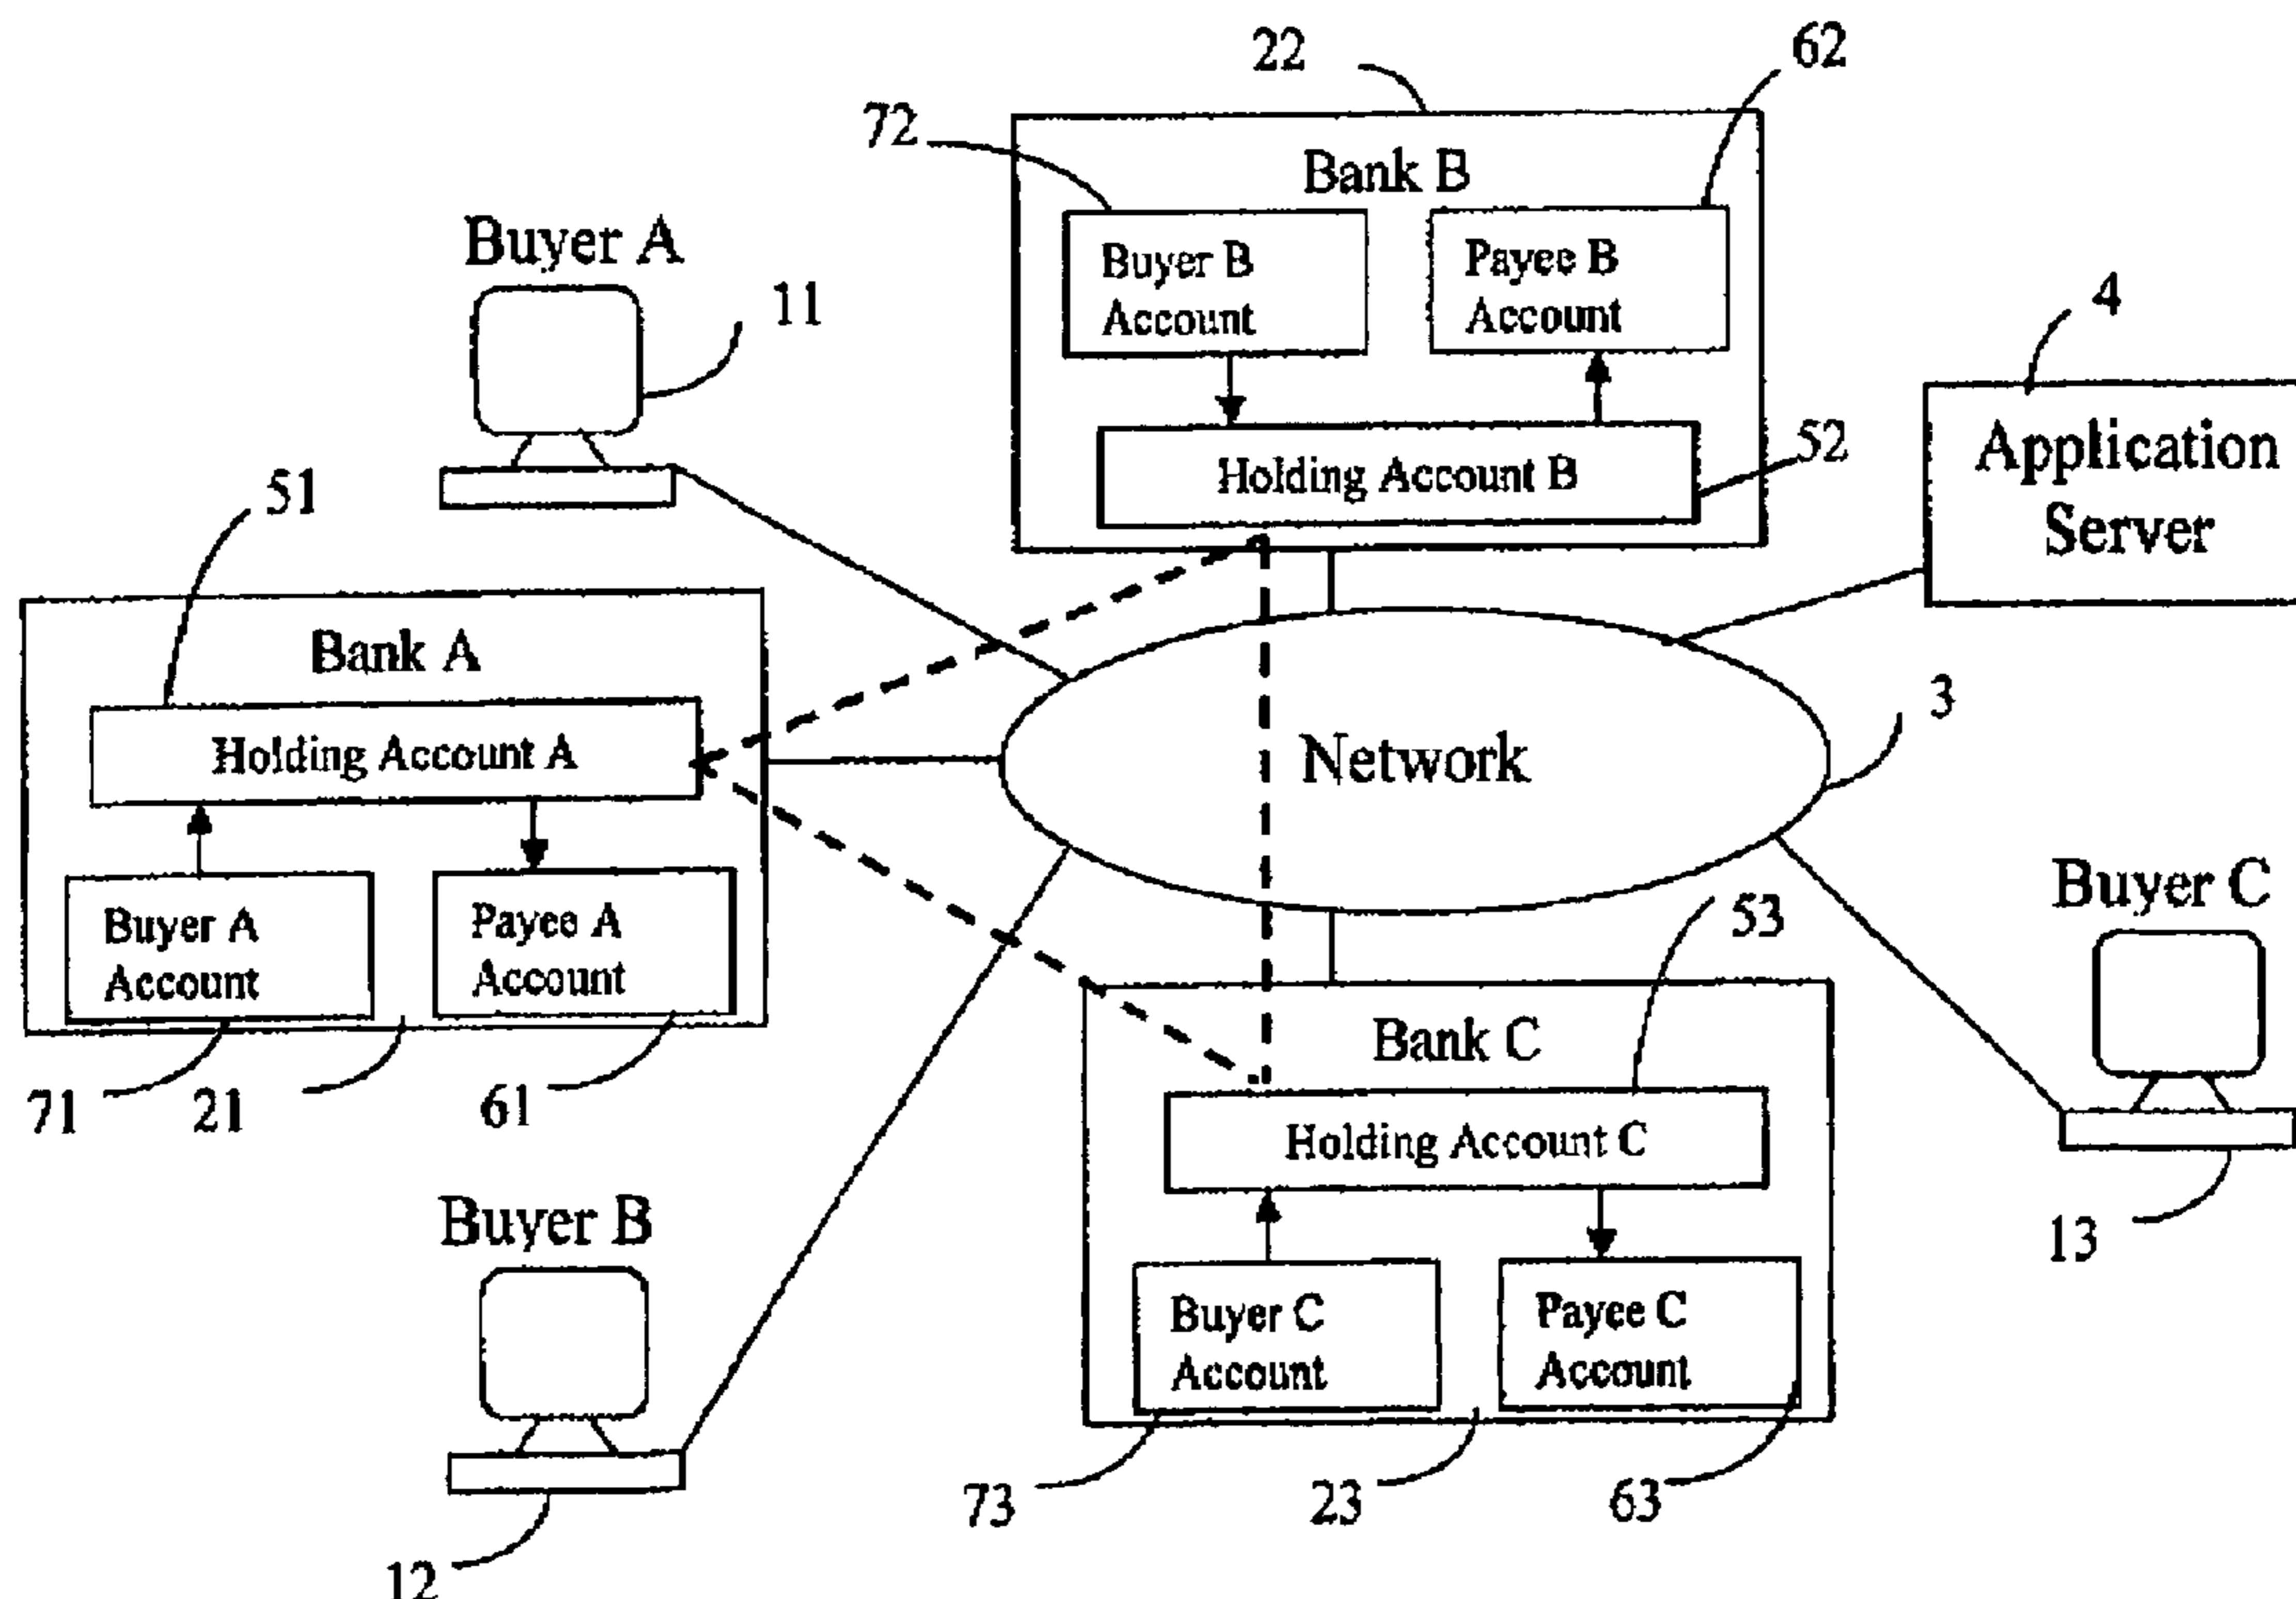 22
62
72
Bank B
Buyer A
Buyer B
Account
Payee B
Account
11
4
Application
Server
51
Holding Account B
52
Bank A
3
Holding Account A
Network
Buyer C
Buyer A
Account
Payee A
Account
53
Bank C
71
21
61
Holding Account C
Buyer B
13
Buyer C
Account
Payee C
Account
73
23
63
12